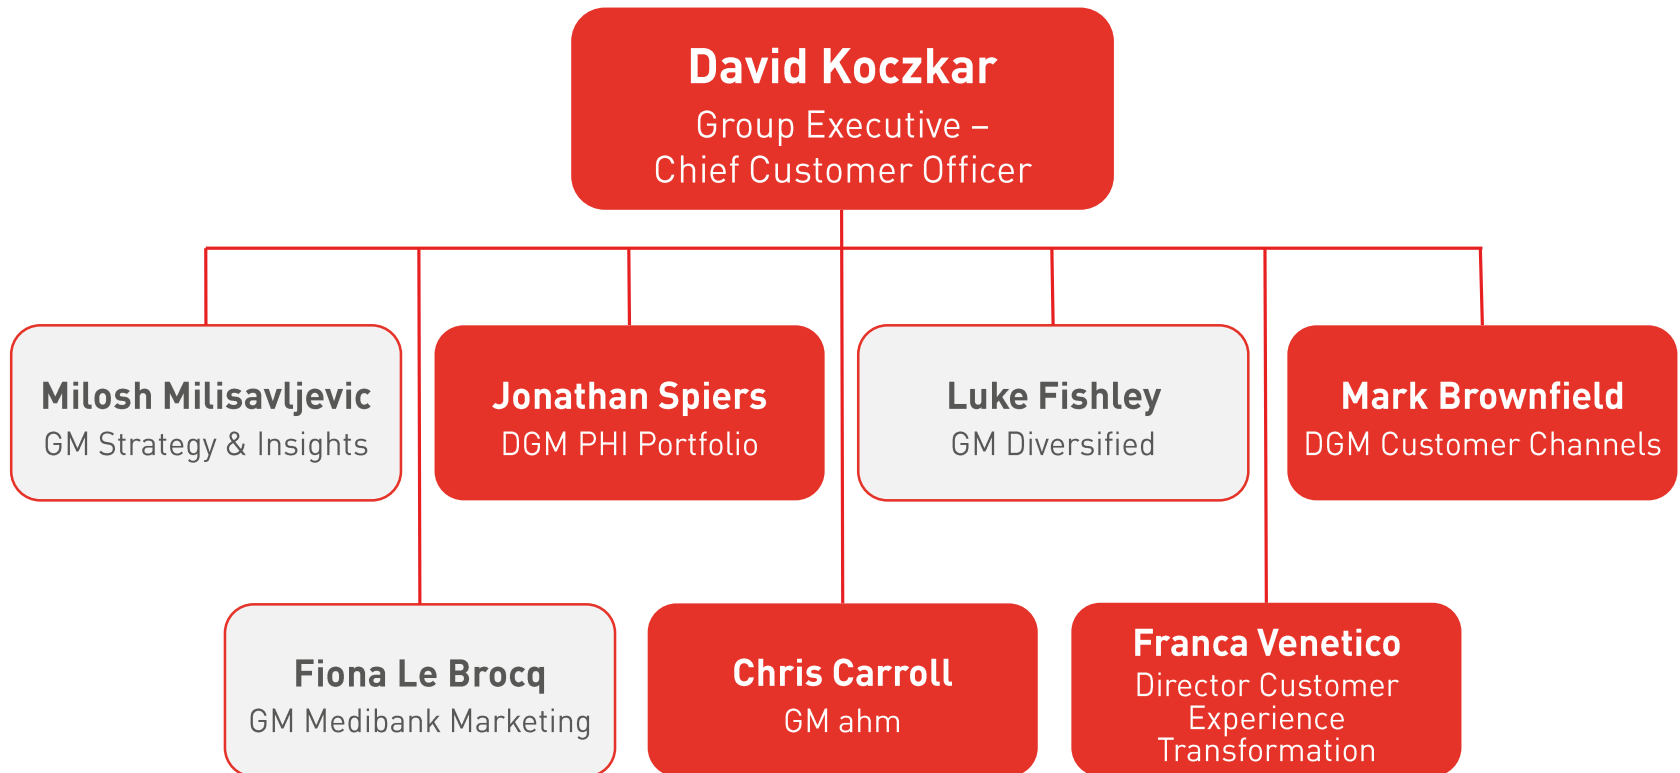 David Koczkar
Group Executive –
Chief Customer Officer
Milosh Milisavljevic
GM Strategy & Insights
Jonathan Spiers
DGM PHI Portfolio
Luke Fishley
GM Diversified
Mark Brownfield
DGM Customer Channels
Fiona Le Brocq
GM Medibank Marketing
Chris Carroll
GM ahm
Franca Venetico
Director Customer
Experience
Transformation